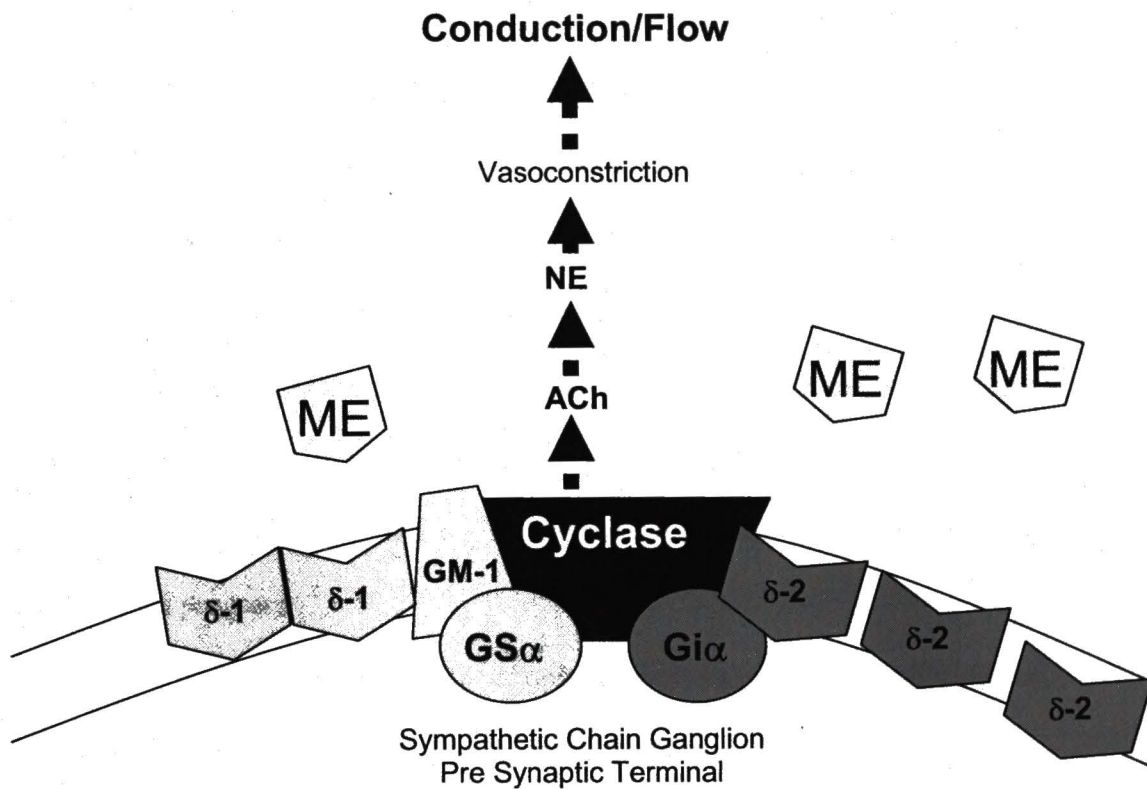 Conduction/Flow
Vasoconstriction
NE
ACh
ME
ME
ME
Cyclase
GM-1
δ-1
δ-1
δ-2
δ-2
δ-2
GSα
Giα
Sympathetic Chain Ganglion
Pre Synaptic Terminal